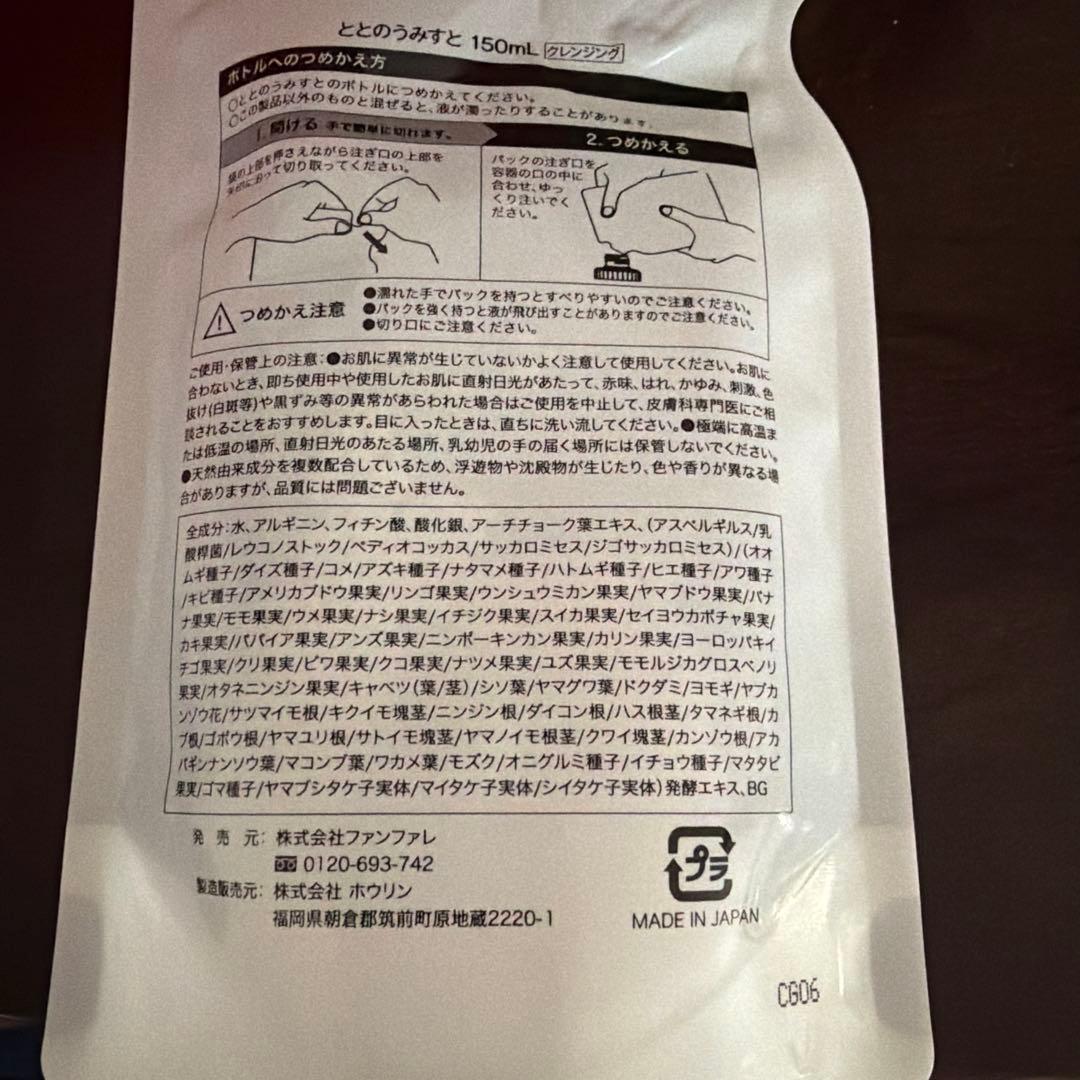 ととのうみすと 150mL クレンジング
ボトルへのつめかえ方
○ととのうみすとのボトルにつめかえてください。
○この製品以外のものと混ぜると、液が濁ったりすることがあります。
1. 開ける 手で簡単に切れます。
2. つめかえる
袋の上部を押さえながら注ぎ口の上部を
矢印に沿って切り取ってください。
パックの注ぎ口を
容器の口の中に
合わせ、ゆっ
くり注いでく
ださい。
つめかえ注意
●濡れた手でパックを持つとすべりやすいのでご注意ください。
●パックを強く持つと液が飛び出すことがありますのでご注意ください。
●切り口にご注意ください。
ご使用・保管上の注意：●お肌に異常が生じていないかよく注意して使用してください。お肌に
合わないとき、即ち使用中や使用したお肌に直射日光があたって、赤味、はれ、かゆみ、刺激、色
抜け(白斑等)や黒ずみ等の異常があらわれた場合はご使用を中止して、皮膚科専門医にご相
談されることをおすすめします。目に入ったときは、直ちに洗い流してください。●極端に高温ま
たは低温の場所、直射日光のあたる場所、乳幼児の手の届く場所には保管しないでください。
●天然由来成分を複数配合しているため、浮遊物や沈殿物が生じたり、色や香りが異なる場
合がありますが、品質には問題ございません。
全成分：水、アルギニン、フィチン酸、酸化銀、アーチチョーク葉エキス、（アスペルギルス/乳
酸桿菌/レウコノストック/ペディオコッカス/サッカロミセス/ジゴサッカロミセス）/（オオ
ムギ種子/ダイズ種子/コメ/アズキ種子/ナタマメ種子/ハトムギ種子/ヒエ種子/アワ種子
/キビ種子/アメリカブドウ果実/リンゴ果実/ウンシュウミカン果実/ヤマブドウ果実/バナ
ナ果実/モモ果実/ウメ果実/ナシ果実/イチジク果実/スイカ果実/セイヨウカボチャ果実/
カキ果実/パパイア果実/アンズ果実/ニンポーキンカン果実/カリン果実/ヨーロッパキイ
チゴ果実/クリ果実/ビワ果実/クコ果実/ナツメ果実/ユズ果実/モモルジカグロスベノリ
果実/オタネニンジン果実/キャベツ（葉/茎）/シソ葉/ヤマグワ葉/ドクダミ/ヨモギ/ヤブカ
ンゾウ花/サツマイモ根/キクイモ塊茎/ニンジン根/ダイコン根/ハス根茎/タマネギ根/カ
ブ根/ゴボウ根/ヤマユリ根/サトイモ塊茎/ヤマノイモ根茎/クワイ塊茎/カンゾウ根/アカ
バギンナンソウ葉/マコンブ葉/ワカメ葉/モズク/オニグルミ種子/イチョウ種子/マタタビ
果実/ゴマ種子/ヤマブシタケ子実体/マイタケ子実体/シイタケ子実体）発酵エキス、BG
発 売 元： 株式会社ファンファレ
0120-693-742
製造販売元： 株式会社 ホウリン
福岡県朝倉郡筑前町原地蔵2220-1
プラ
MADE IN JAPAN
CG06